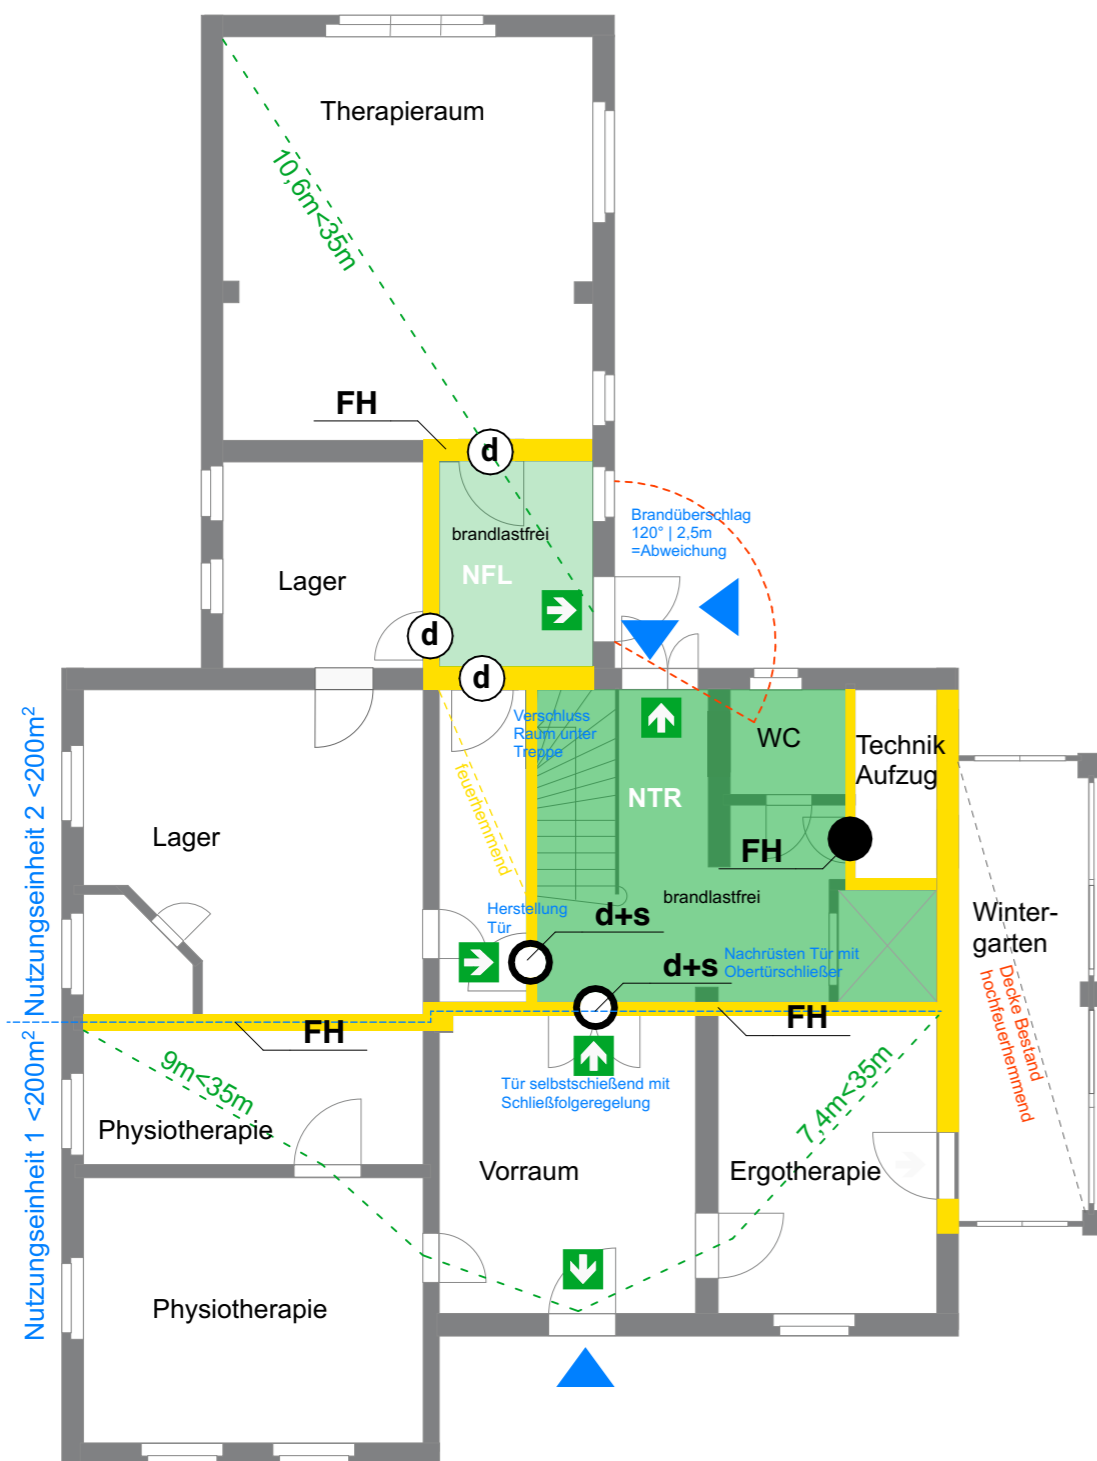 Therapieraum
10,6m<35m
FH
d
brandlastfrei
NFL
Brandüberschlag
120° | 2,5m
=Abweichung
Lager
d
d
Verschluss
Raum unter
Treppe
WC
Technik
Aufzug
feuerhemmend
NTR
Nutzungseinheit 2 <200m²
Lager
FH
brandlastfrei
Herstellung
Tür
d+s
d+s
Nachrüsten Tür mit
Obertürschließer
Winter-
garten
Decke Bestand
hochfeuerhemmend
FH
FH
Nutzungseinheit 1 <200m²
9m<35m
Tür selbstschießend mit
Schließfolgeregelung
7,4m<35m
Physiotherapie
Vorraum
Ergotherapie
Physiotherapie